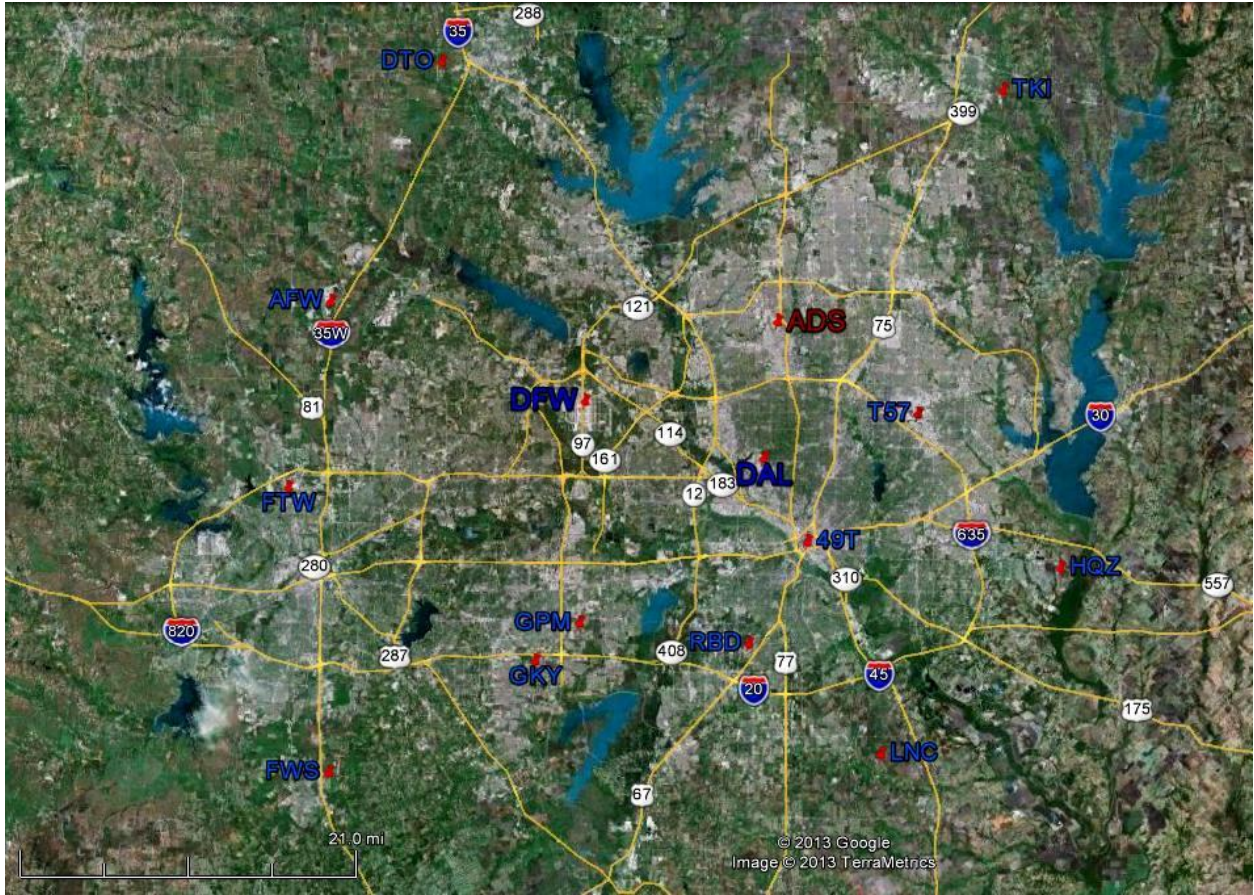 288
35
DTO
TKI
399
AFW
35W
121
ADS
75
81
DFW
T57
30
97
161
114
DAL
183
12
FTW
49T
635
280
310
HQZ
557
GPM
820
287
GKY
408
RBD
77
45
20
175
FWS
LNC
67
21.0 mi
© 2013 Google
Image © 2013 TerraMetrics